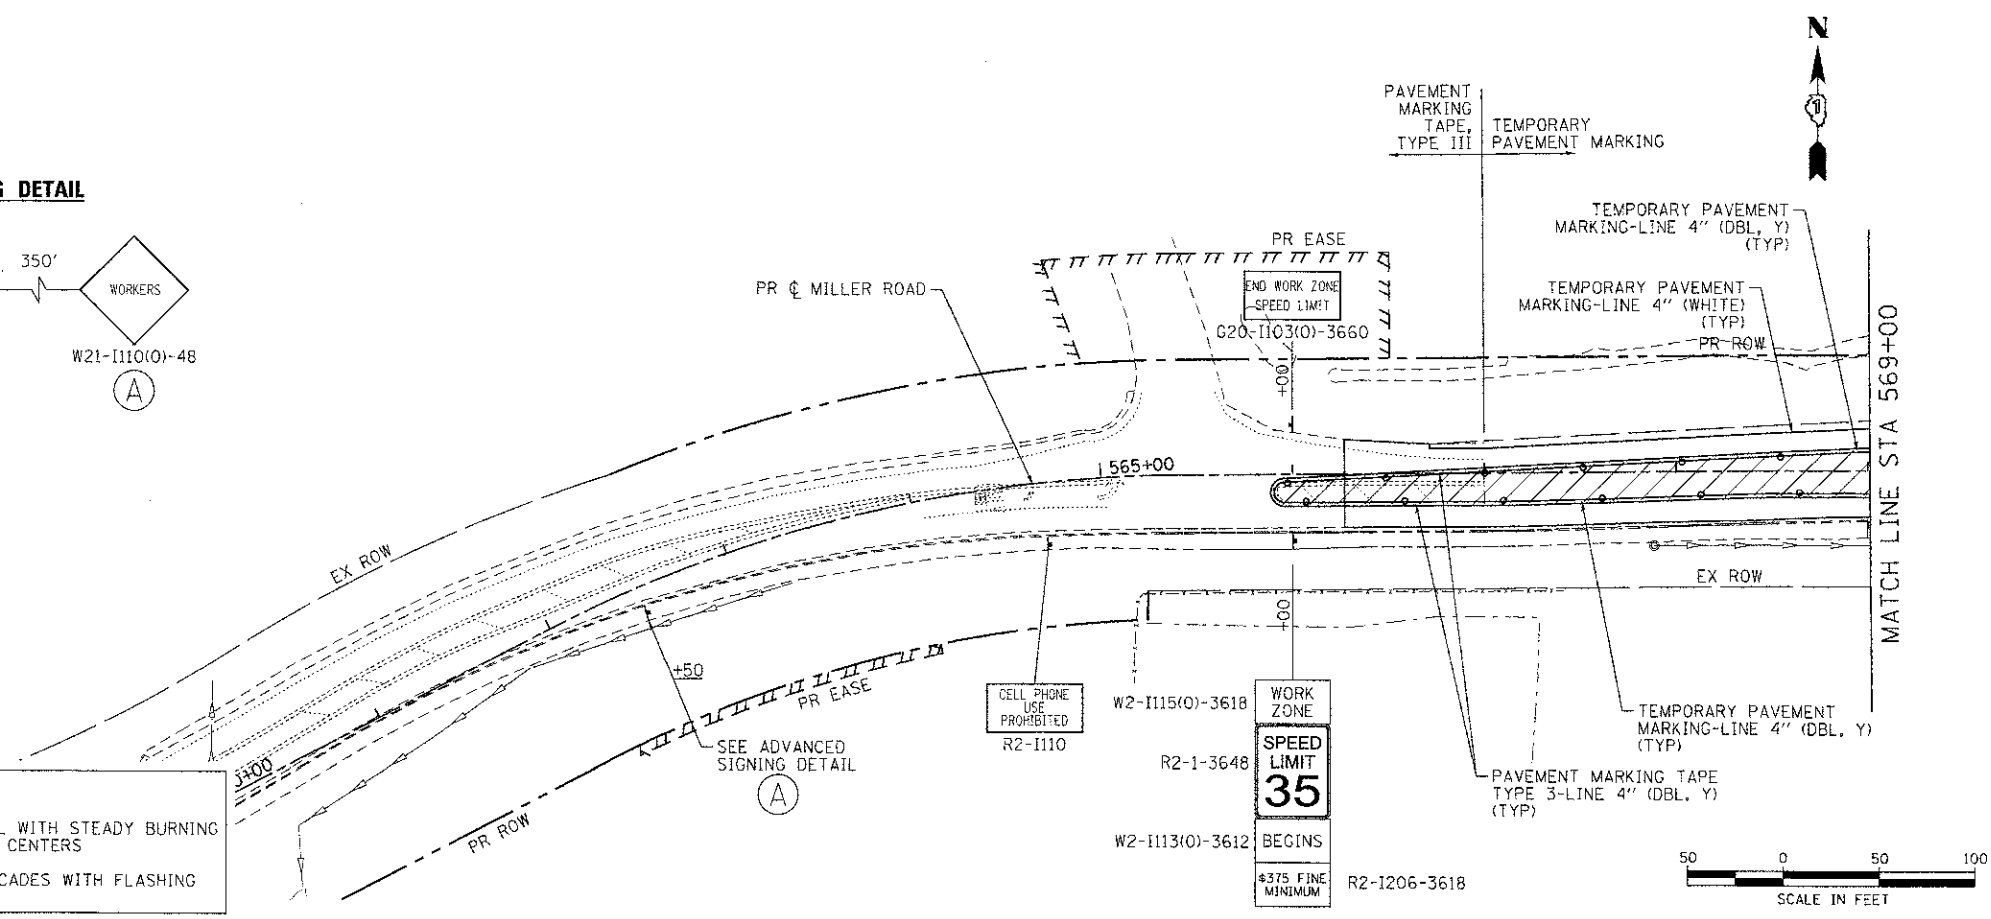 N
1
PAVEMENT
MARKING
TAPE,
TYPE III
TEMPORARY
PAVEMENT MARKING
DETAIL
350'
WORKERS
W21-I110(O)-48
A
PR ℄ MILLER ROAD
PR EASE
END WORK ZONE
SPEED LIMIT
G20-I103(O)-3660
+00
TEMPORARY PAVEMENT
MARKING-LINE 4" (DBL, Y)
(TYP)
TEMPORARY PAVEMENT
MARKING-LINE 4" (WHITE)
(TYP)
PR ROW
MATCH LINE STA 569+00
565+00
EX ROW
EX ROW
+00
+50
PR EASE
SEE ADVANCED
SIGNING DETAIL
A
PR ROW
CELL PHONE
USE
PROHIBITED
R2-I110
W2-I115(O)-3618
WORK
ZONE
R2-1-3648
SPEED
LIMIT
35
W2-I113(O)-3612
BEGINS
$375 FINE
MINIMUM
R2-I206-3618
TEMPORARY PAVEMENT
MARKING-LINE 4" (DBL, Y)
(TYP)
PAVEMENT MARKING TAPE
TYPE 3-LINE 4" (DBL, Y)
(TYP)
+00
WITH STEADY BURNING
CENTERS
CADES WITH FLASHING
50 0 50 100
SCALE IN FEET